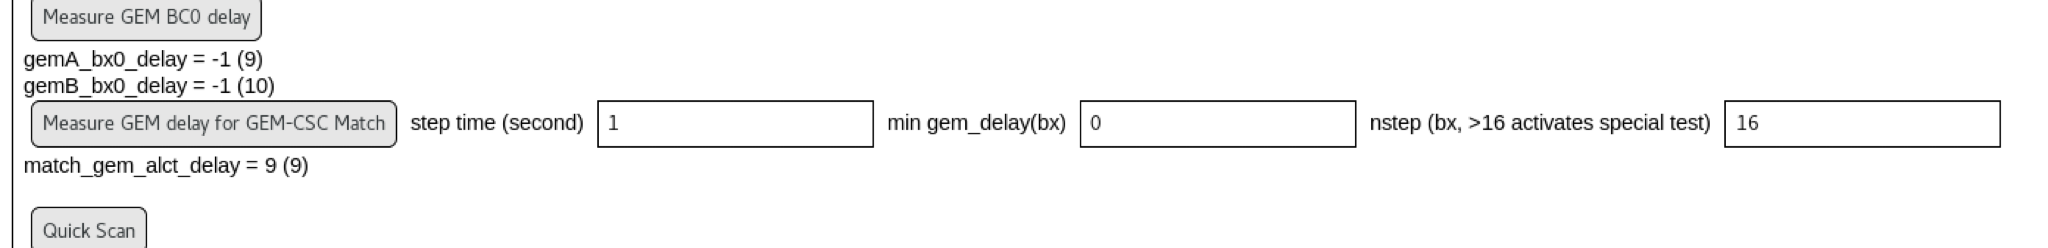 Measure GEM BC0 delay
gemA_bx0_delay = -1 (9)
gemB_bx0_delay = -1 (10)
Measure GEM delay for GEM-CSC Match step time (second) 1 min gem_delay(bx) 0 nstep (bx, >16 activates special test) 16
match_gem_alct_delay = 9 (9)
Quick Scan